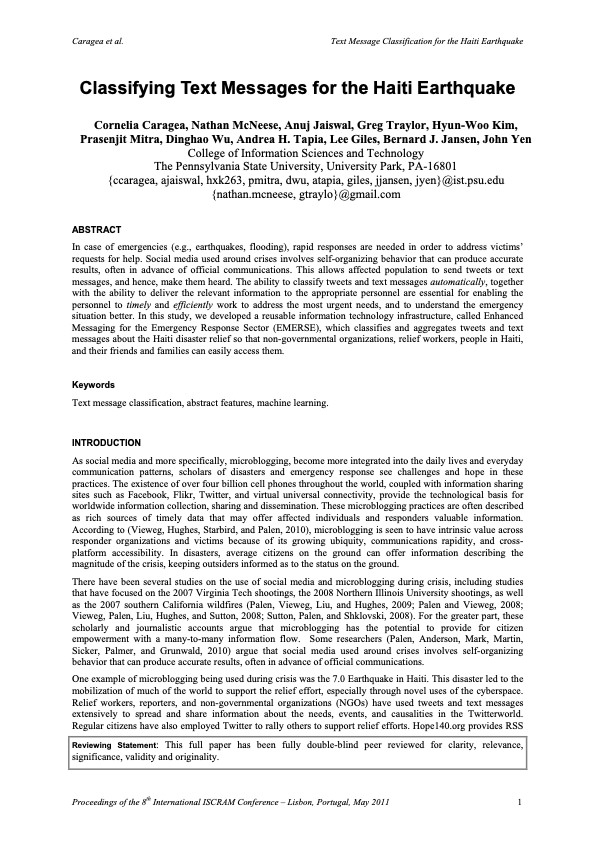 Caragea et al. Text Message Classification for the Haiti Earthquake
Classifying Text Messages for the Haiti Earthquake
Cornelia Caragea, Nathan McNeese, Anuj Jaiswal, Greg Traylor, Hyun-Woo Kim,
Prasenjit Mitra, Dinghao Wu, Andrea H. Tapia, Lee Giles, Bernard J. Jansen, John Yen
College of Information Sciences and Technology
The Pennsylvania State University, University Park, PA-16801
{ccaragea, ajaiswal, hxk263, pmitra, dwu, atapia, giles, jjansen, jyen}@ist.psu.edu
{nathan.mcneese, gtraylo}@gmail.com
ABSTRACT
In case of emergencies (e.g., earthquakes, flooding), rapid responses are needed in order to address victims'
requests for help. Social media used around crises involves self-organizing behavior that can produce accurate
results, often in advance of official communications. This allows affected population to send tweets or text
messages, and hence, make them heard. The ability to classify tweets and text messages automatically, together
with the ability to deliver the relevant information to the appropriate personnel are essential for enabling the
personnel to timely and efficiently work to address the most urgent needs, and to understand the emergency
situation better. In this study, we developed a reusable information technology infrastructure, called Enhanced
Messaging for the Emergency Response Sector (EMERSE), which classifies and aggregates tweets and text
messages about the Haiti disaster relief so that non-governmental organizations, relief workers, people in Haiti,
and their friends and families can easily access them.
Keywords
Text message classification, abstract features, machine learning.
INTRODUCTION
As social media and more specifically, microblogging, become more integrated into the daily lives and everyday
communication patterns, scholars of disasters and emergency response see challenges and hope in these
practices. The existence of over four billion cell phones throughout the world, coupled with information sharing
sites such as Facebook, Flikr, Twitter, and virtual universal connectivity, provide the technological basis for
worldwide information collection, sharing and dissemination. These microblogging practices are often described
as rich sources of timely data that may offer affected individuals and responders valuable information.
According to (Vieweg, Hughes, Starbird, and Palen, 2010), microblogging is seen to have intrinsic value across
responder organizations and victims because of its growing ubiquity, communications rapidity, and cross-
platform accessibility. In disasters, average citizens on the ground can offer information describing the
magnitude of the crisis, keeping outsiders informed as to the status on the ground.
There have been several studies on the use of social media and microblogging during crisis, including studies
that have focused on the 2007 Virginia Tech shootings, the 2008 Northern Illinois University shootings, as well
as the 2007 southern California wildfires (Palen, Vieweg, Liu, and Hughes, 2009; Palen and Vieweg, 2008;
Vieweg, Palen, Liu, Hughes, and Sutton, 2008; Sutton, Palen, and Shklovski, 2008). For the greater part, these
scholarly and journalistic accounts argue that microblogging has the potential to provide for citizen
empowerment with a many-to-many information flow. Some researchers (Palen, Anderson, Mark, Martin,
Sicker, Palmer, and Grunwald, 2010) argue that social media used around crises involves self-organizing
behavior that can produce accurate results, often in advance of official communications.
One example of microblogging being used during crisis was the 7.0 Earthquake in Haiti. This disaster led to the
mobilization of much of the world to support the relief effort, especially through novel uses of the cyberspace.
Relief workers, reporters, and non-governmental organizations (NGOs) have used tweets and text messages
extensively to spread and share information about the needs, events, and causalities in the Twitterworld.
Regular citizens have also employed Twitter to rally others to support relief efforts. Hope140.org provides RSS
Reviewing Statement: This full paper has been fully double-blind peer reviewed for clarity, relevance,
significance, validity and originality.
Proceedings of the 8th International ISCRAM Conference – Lisbon, Portugal, May 2011 1